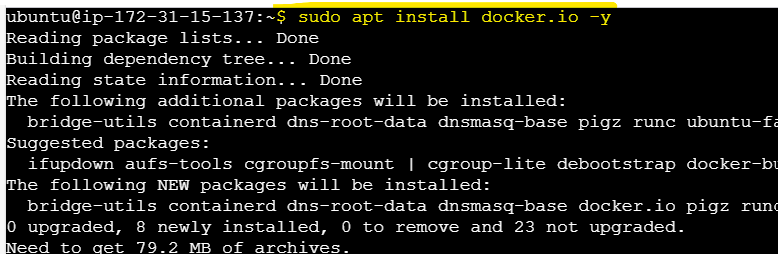 ubuntu@ip-172-31-15-137:~$ sudo apt install docker.io -y
Reading package lists... Done
Building dependency tree... Done
Reading state information... Done
The following additional packages will be installed:
bridge-utils containerd dns-root-data dnsmasq-base pigz runc ubuntu-fa
Suggested packages:
ifupdown aufs-tools cgroupfs-mount | cgroup-lite debootstrap docker-bu
The following NEW packages will be installed:
bridge-utils containerd dns-root-data dnsmasq-base docker.io pigz runc
0 upgraded, 8 newly installed, 0 to remove and 23 not upgraded.
Need to get 79.2 MB of archives.